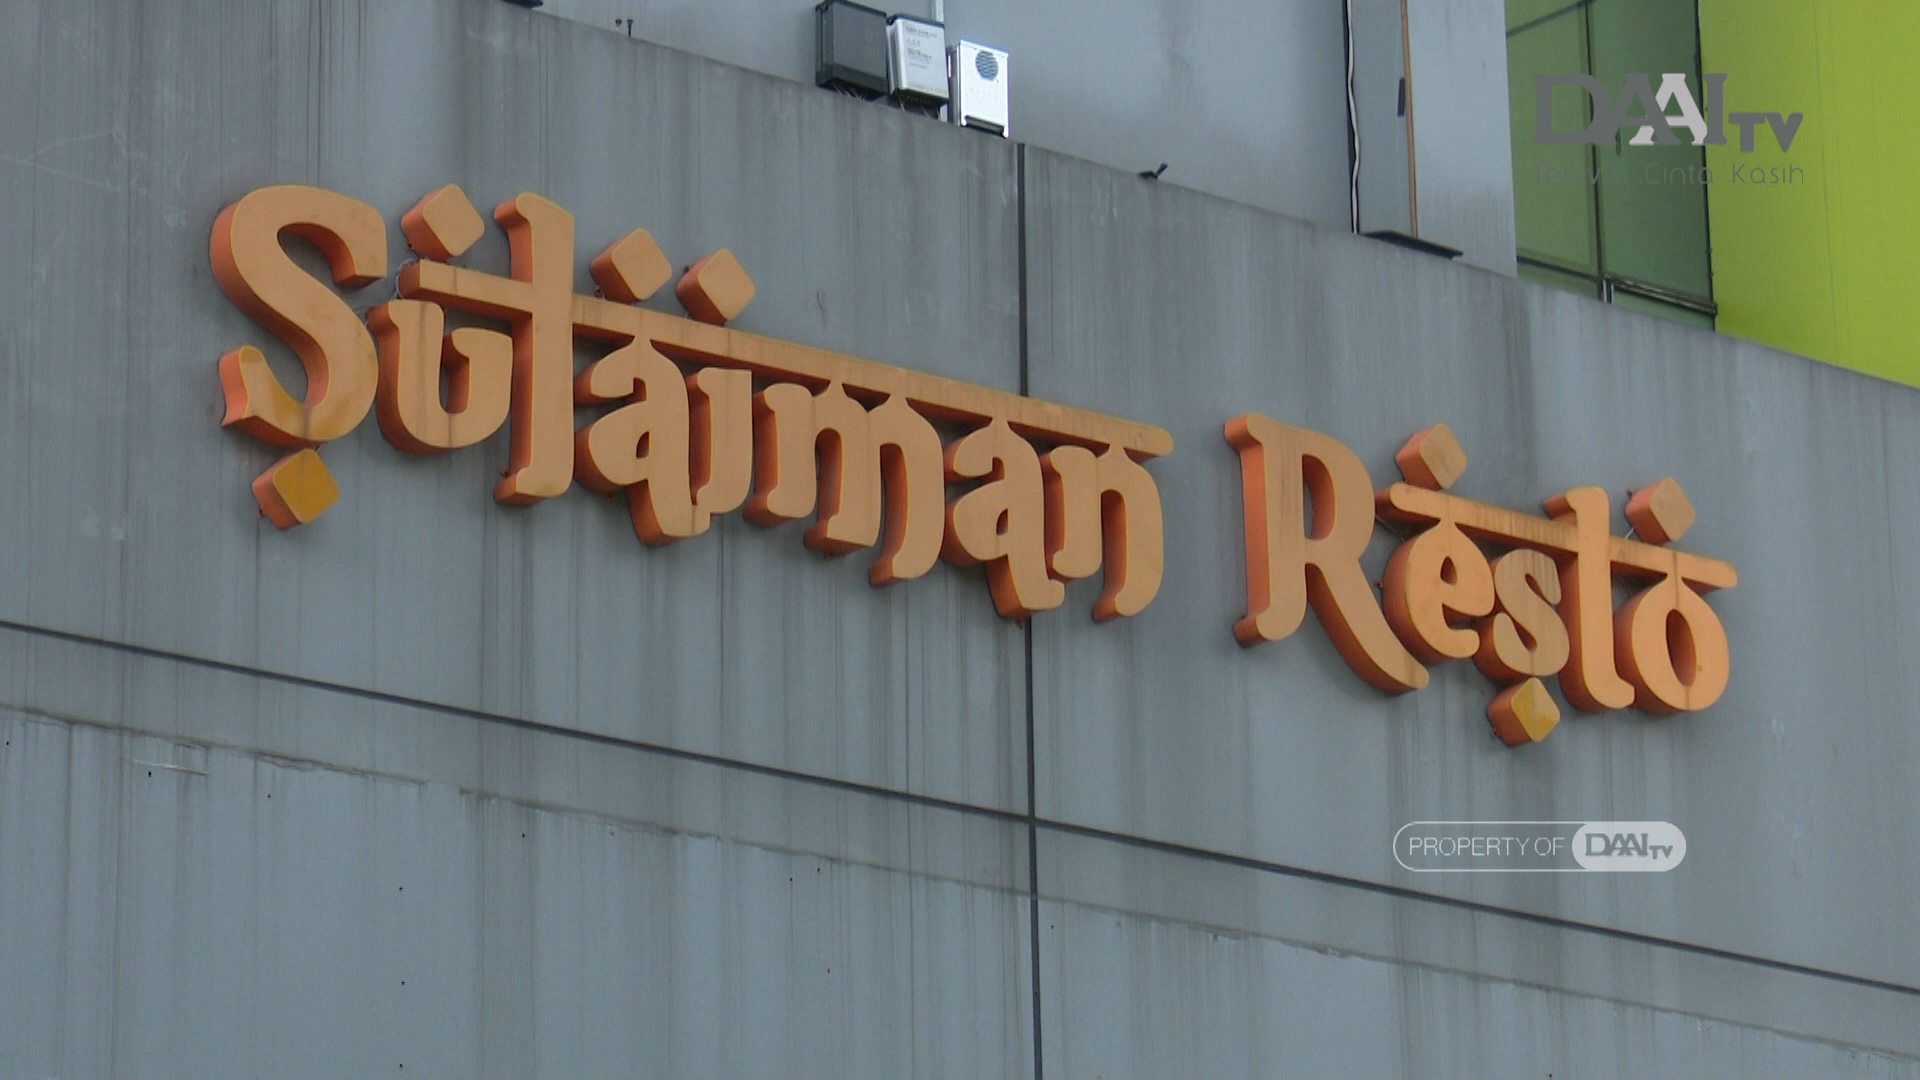 DAAI TV
Televisi Cinta Kasih
Sulaiman Resto
PROPERTY OF DAAI TV